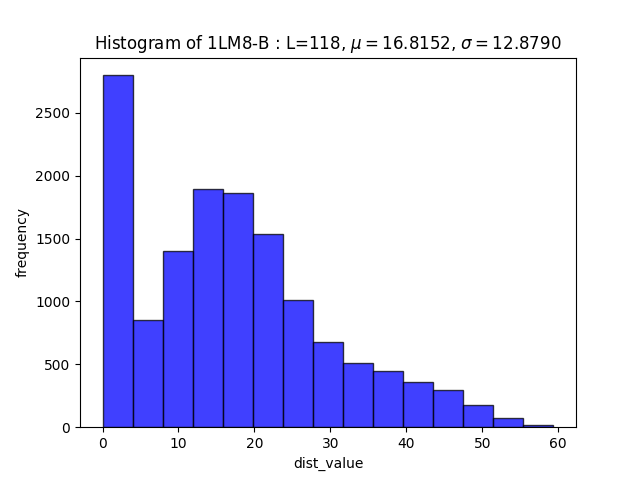 Histogram of 1LM8-B : L=118, μ = 16.8152, σ = 12.8790
frequency
2500
2000
1500
1000
500
0
0 10 20 30 40 50 60
dist_value